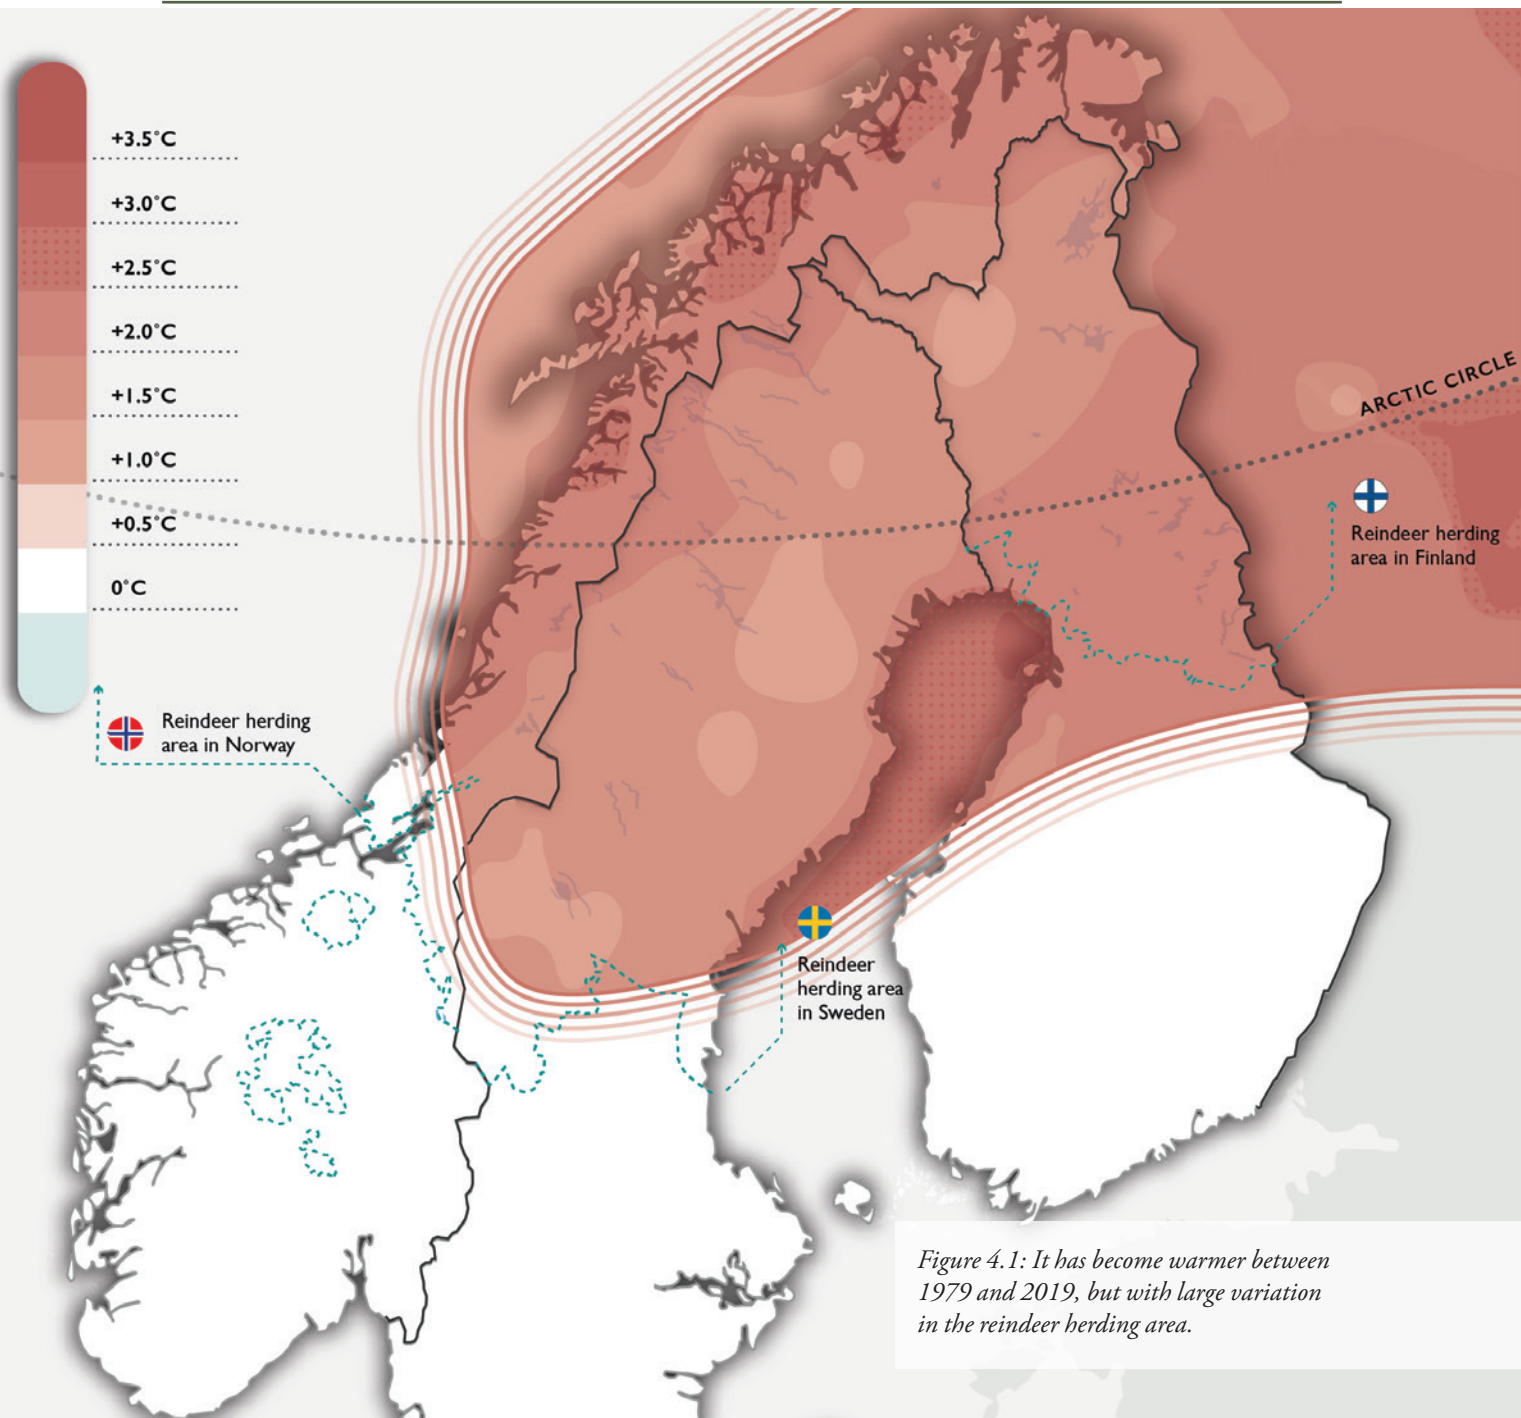 +3.5°C
+3.0°C
+2.5°C
+2.0°C
+1.5°C
+1.0°C
+0.5°C
0°C
ARCTIC CIRCLE
Reindeer herding
area in Finland
Reindeer herding
area in Norway
Reindeer
herding area
in Sweden
Figure 4.1: It has become warmer between
1979 and 2019, but with large variation
in the reindeer herding area.